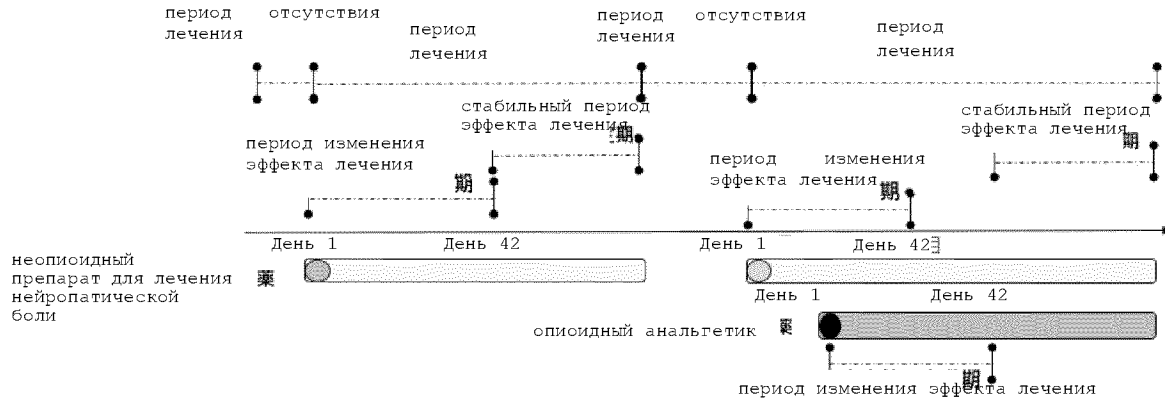 период отсутствия
лечения
период
лечения
период отсутствия
лечения
период
лечения
стабильный период
эффекта лечения
期
период изменения
эффекта лечения
期
стабильный период
эффекта лечения
期
период изменения
эффекта лечения
期
День 1
День 42
День 1
День 42
неопиоидный
препарат для лечения
нейропатической
боли
薬
День 1
День 42
опиоидный анальгетик
期
период изменения эффекта лечения